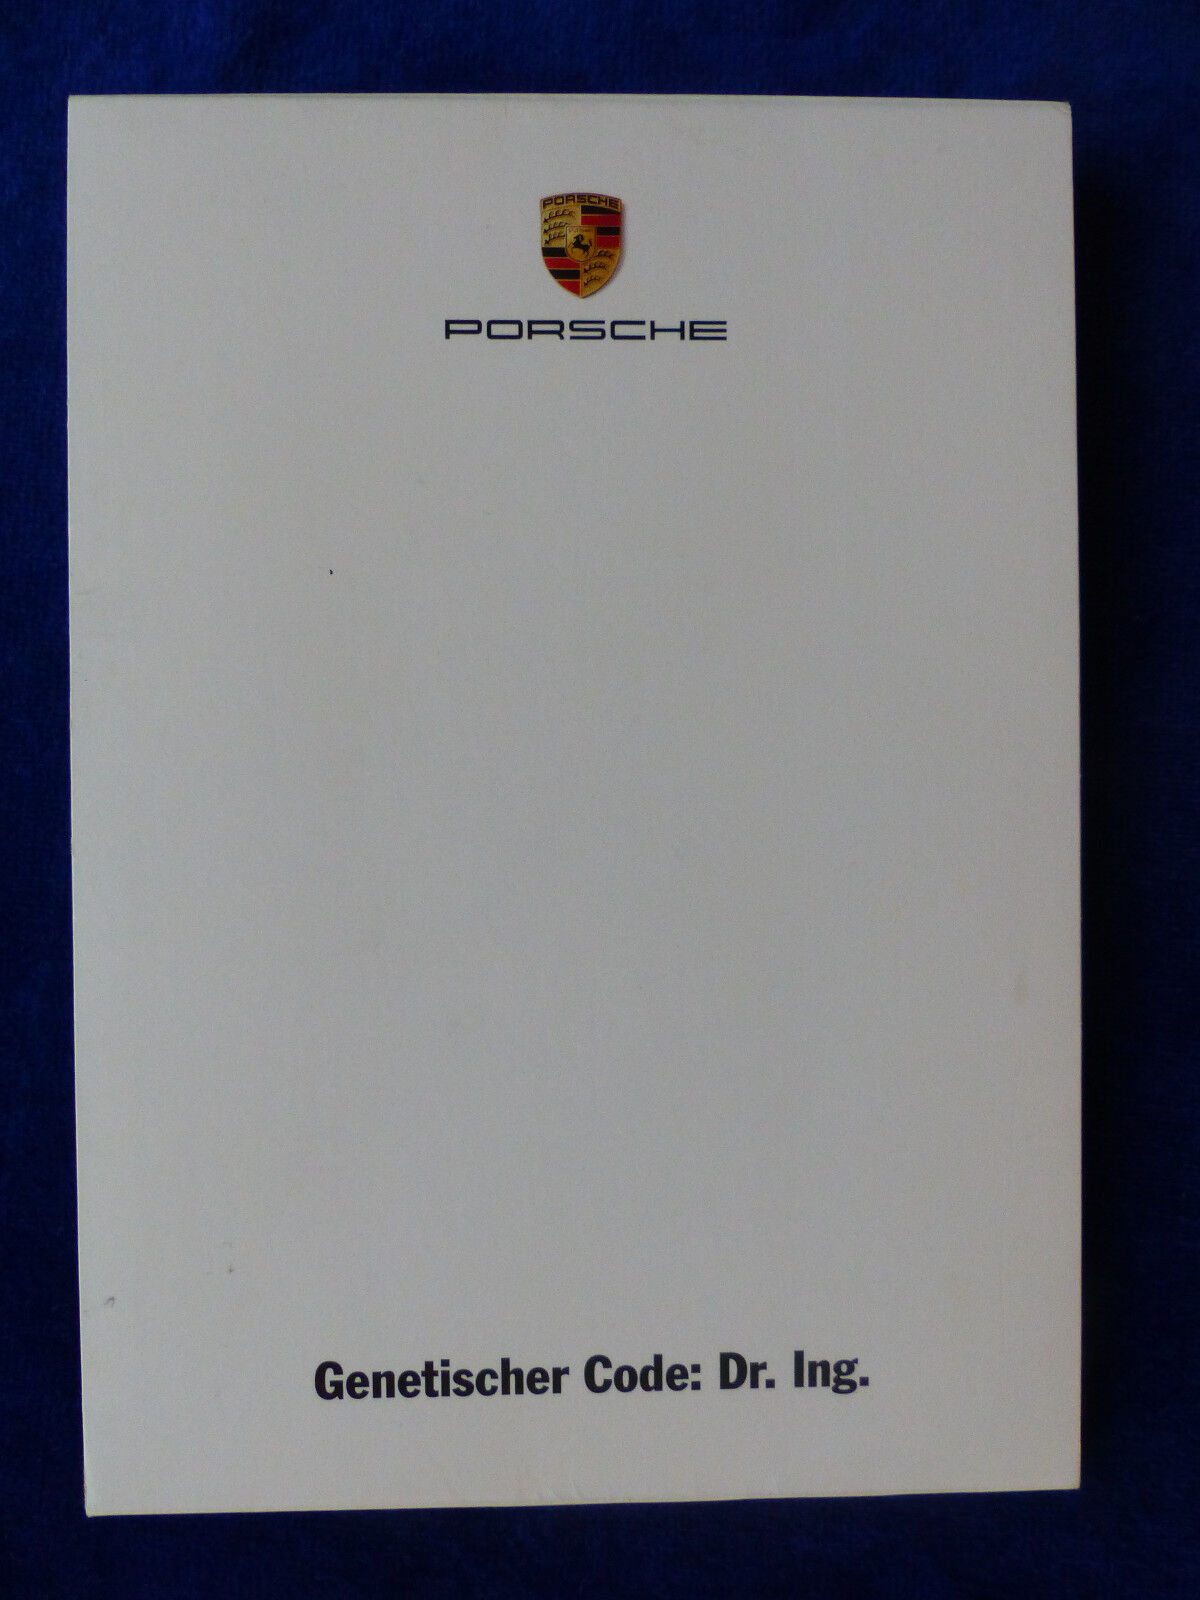 PORSCHE
PORSCHE
Genetischer Code: Dr. Ing.